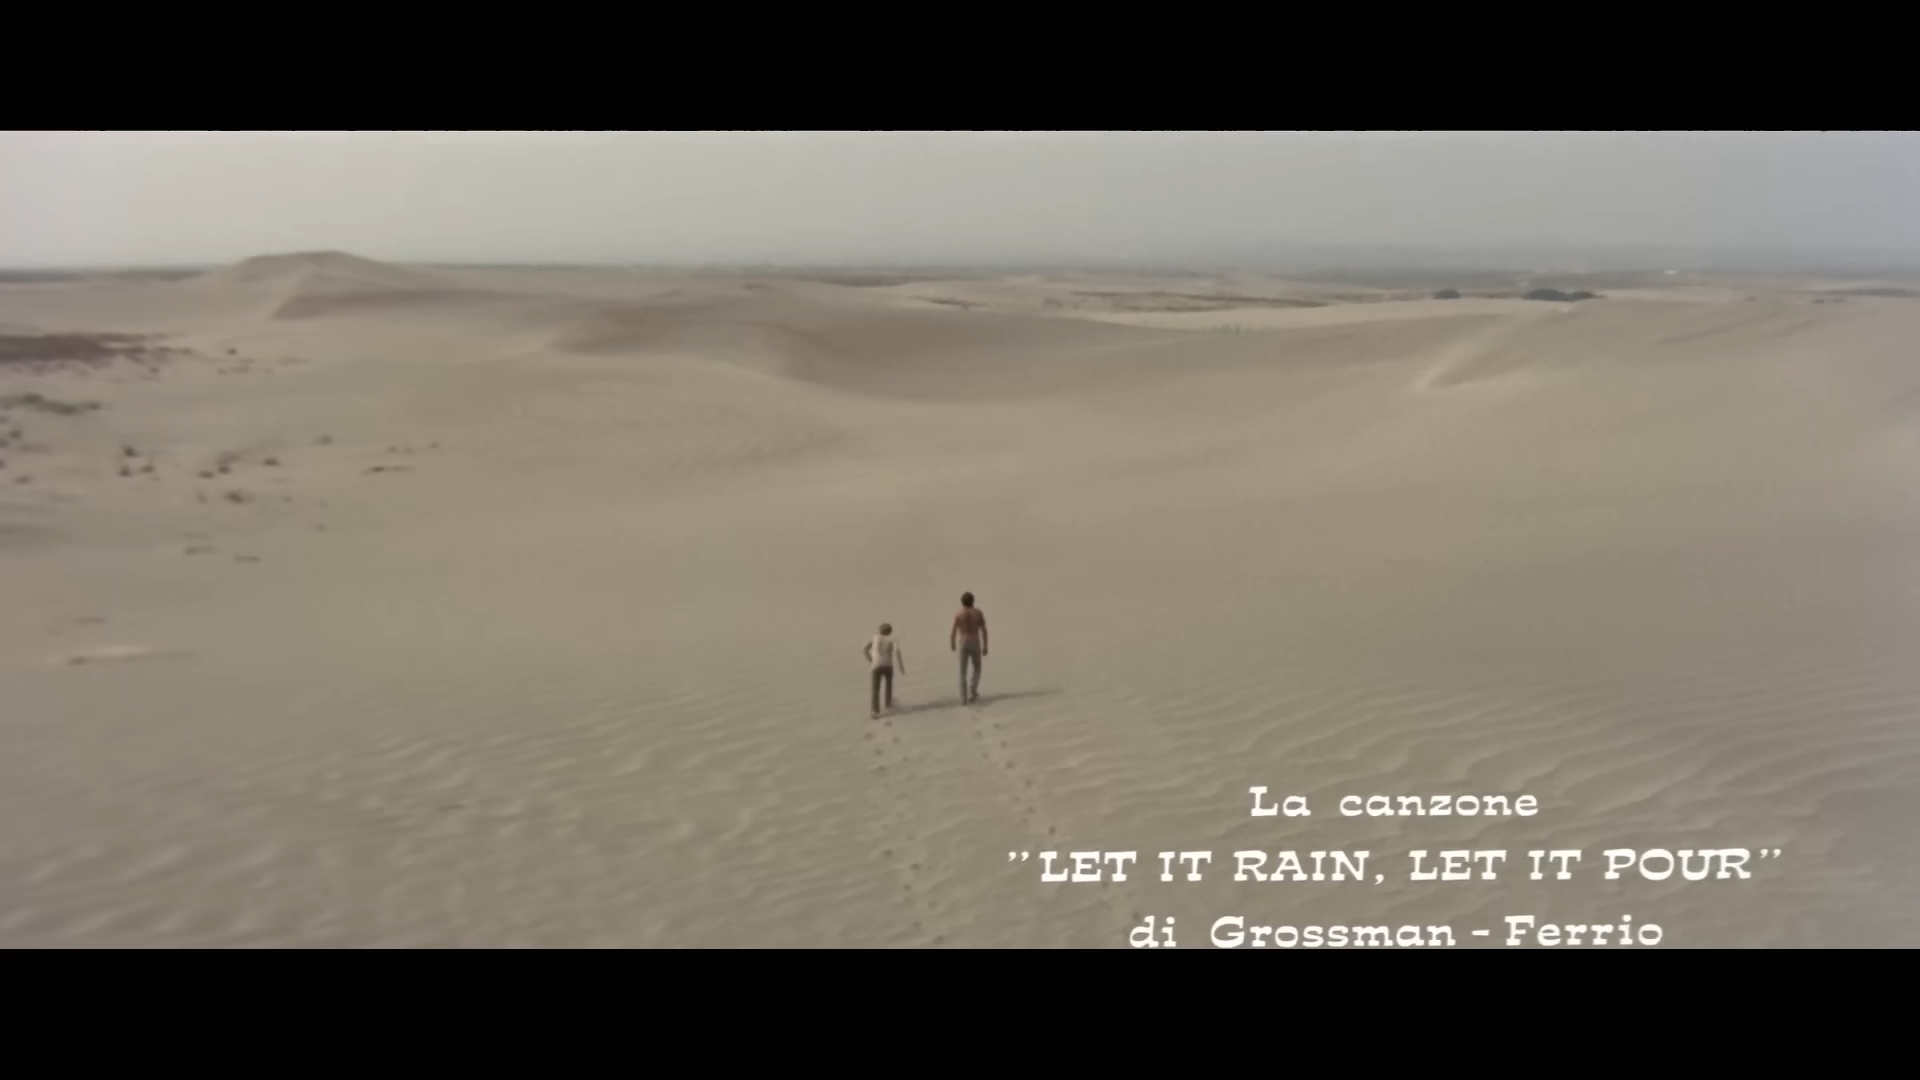 La canzone
"LET IT RAIN, LET IT POUR"
di Grossman - Ferrio